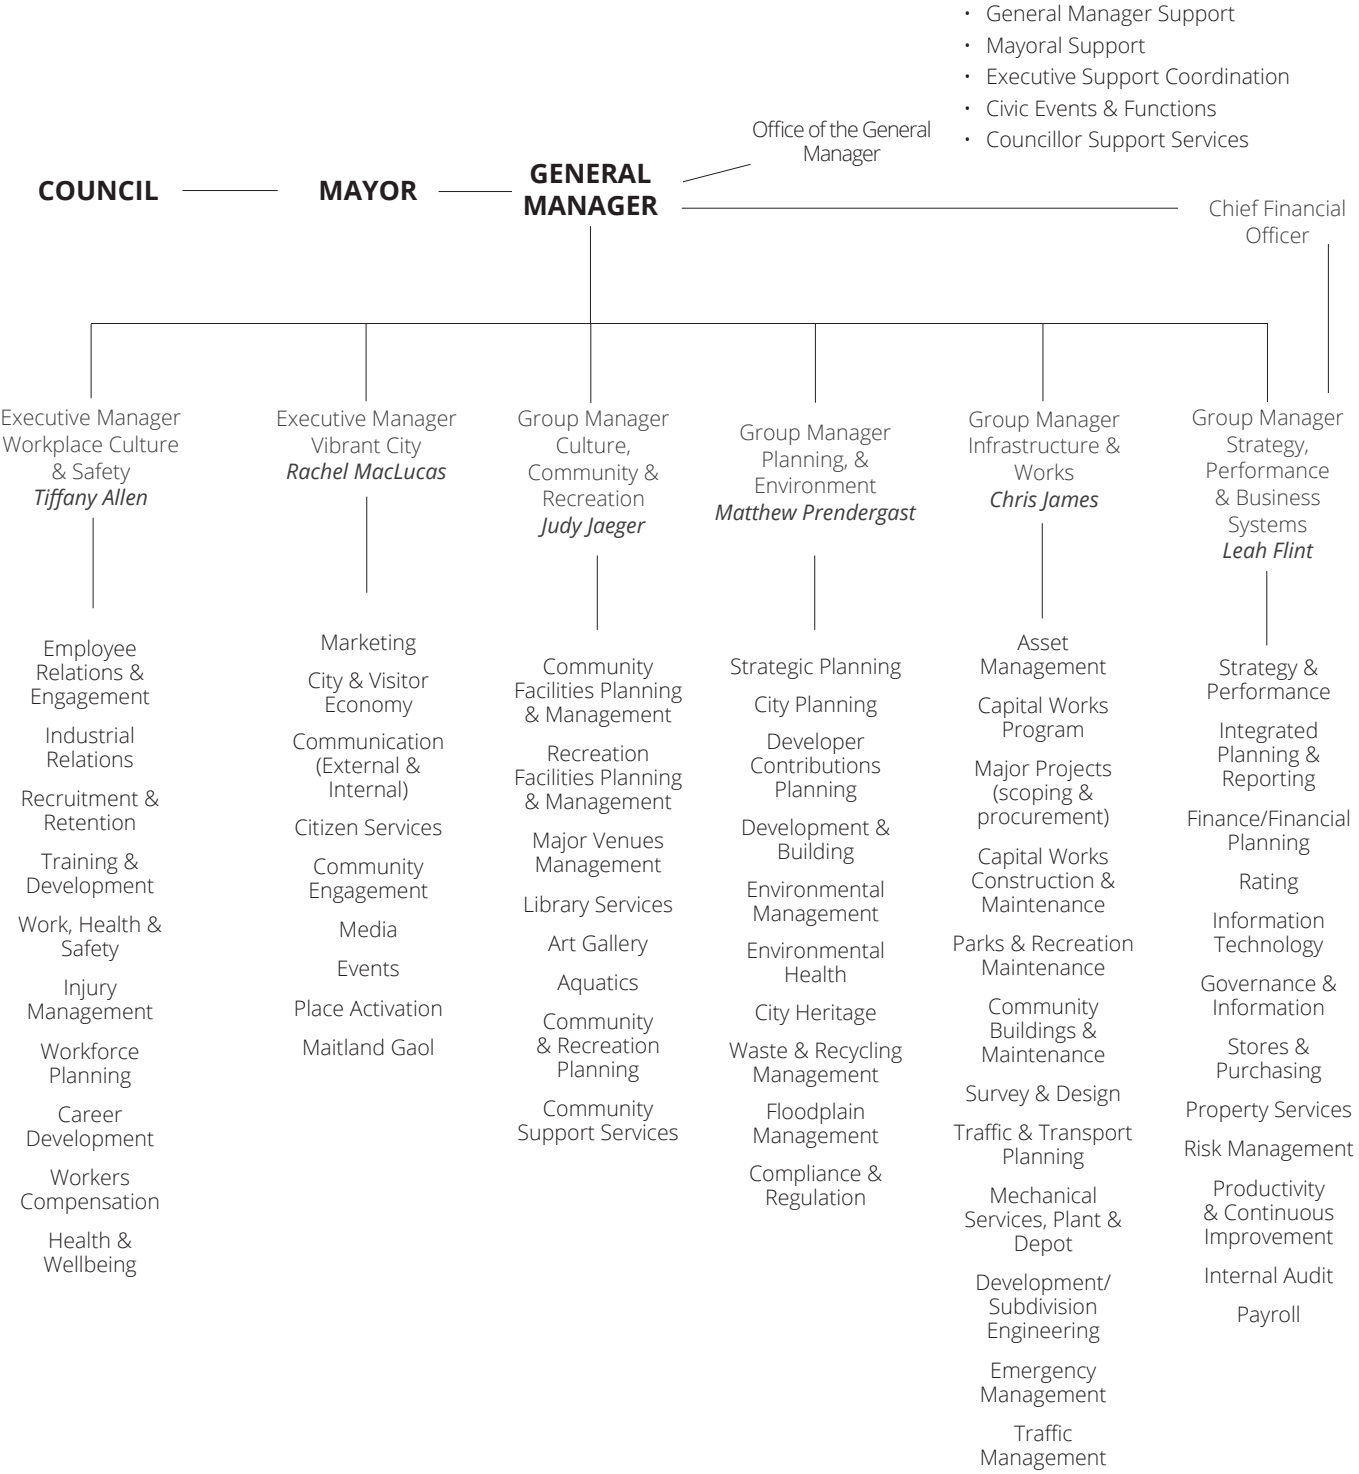 • General Manager Support
• Mayoral Support
• Executive Support Coordination
• Civic Events & Functions
• Councillor Support Services
Office of the General
Manager
COUNCIL
MAYOR
GENERAL
MANAGER
Chief Financial
Officer
Executive Manager
Workplace Culture
& Safety
Tiffany Allen
Employee
Relations &
Engagement
Industrial
Relations
Recruitment &
Retention
Training &
Development
Work, Health &
Safety
Injury
Management
Workforce
Planning
Career
Development
Workers
Compensation
Health &
Wellbeing
Executive Manager
Vibrant City
Rachel MacLucas
Marketing
City & Visitor
Economy
Communication
(External &
Internal)
Citizen Services
Community
Engagement
Media
Events
Place Activation
Maitland Gaol
Group Manager
Culture,
Community &
Recreation
Judy Jaeger
Community
Facilities Planning
& Management
Recreation
Facilities Planning
& Management
Major Venues
Management
Library Services
Art Gallery
Aquatics
Community
& Recreation
Planning
Community
Support Services
Group Manager
Planning, &
Environment
Matthew Prendergast
Strategic Planning
City Planning
Developer
Contributions
Planning
Development &
Building
Environmental
Management
Environmental
Health
City Heritage
Waste & Recycling
Management
Floodplain
Management
Compliance &
Regulation
Group Manager
Infrastructure &
Works
Chris James
Asset
Management
Capital Works
Program
Major Projects
(scoping &
procurement)
Capital Works
Construction &
Maintenance
Parks & Recreation
Maintenance
Community
Buildings &
Maintenance
Survey & Design
Traffic & Transport
Planning
Mechanical
Services, Plant &
Depot
Development/
Subdivision
Engineering
Emergency
Management
Traffic
Management
Group Manager
Strategy,
Performance
& Business
Systems
Leah Flint
Strategy &
Performance
Integrated
Planning &
Reporting
Finance/Financial
Planning
Rating
Information
Technology
Governance &
Information
Stores &
Purchasing
Property Services
Risk Management
Productivity
& Continuous
Improvement
Internal Audit
Payroll